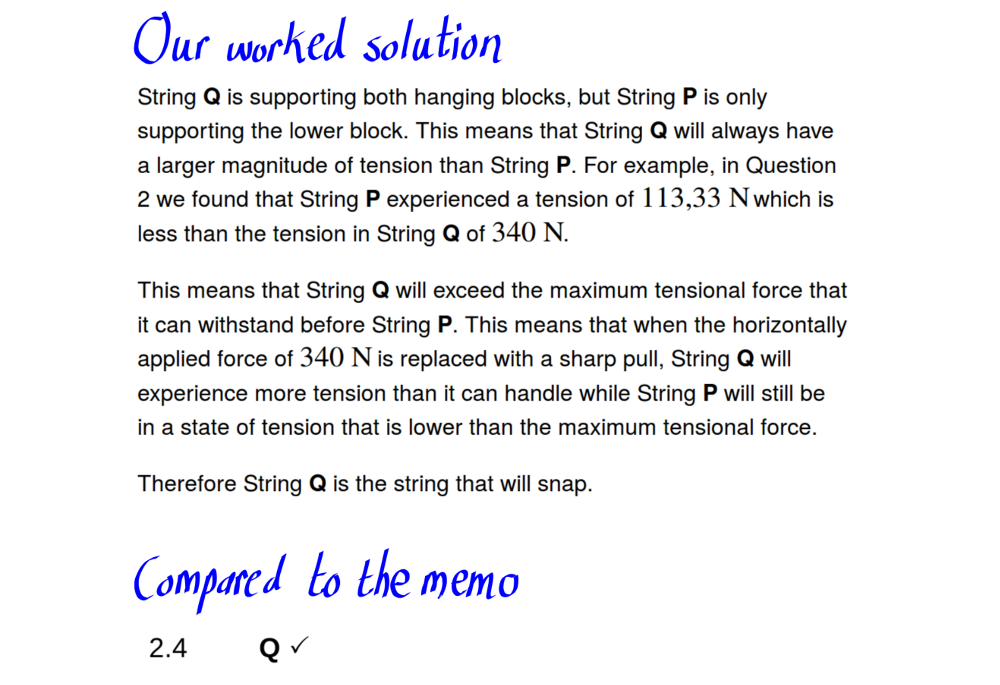 Our worked solution
String Q is supporting both hanging blocks, but String P is only
supporting the lower block. This means that String Q will always have
a larger magnitude of tension than String P. For example, in Question
2 we found that String P experienced a tension of 113,33 N which is
less than the tension in String Q of 340 N.
This means that String Q will exceed the maximum tensional force that
it can withstand before String P. This means that when the horizontally
applied force of 340 N is replaced with a sharp pull, String Q will
experience more tension than it can handle while String P will still be
in a state of tension that is lower than the maximum tensional force.
Therefore String Q is the string that will snap.
Compared to the memo
2.4 Q ✓